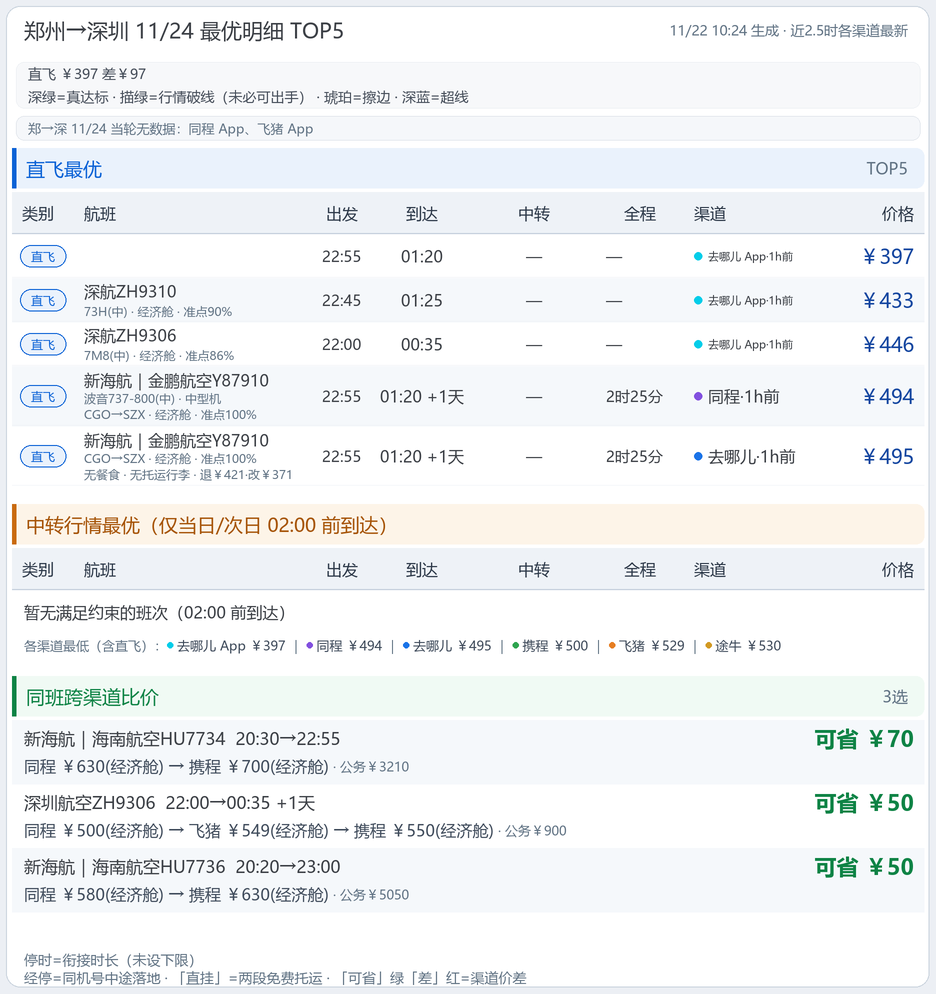 郑州→深圳 11/24 最优明细 TOP5
11/22 10:24 生成 · 近2.5时各渠道最新
直飞 ¥397 差¥97
深绿=真达标 · 描绿=行情破线（未必可出手） · 琥珀=擦边 · 深蓝=超线
郑→深 11/24 当轮无数据：同程 App、飞猪 App
直飞最优 TOP5
类别 航班 出发 到达 中转 全程 渠道 价格
直飞 22:55 01:20 — — 去哪儿 App·1h前 ¥397
直飞 深航ZH9310 22:45 01:25 — — 去哪儿 App·1h前 ¥433
73H(中) · 经济舱 · 准点90%
直飞 深航ZH9306 22:00 00:35 — — 去哪儿 App·1h前 ¥446
7M8(中) · 经济舱 · 准点86%
直飞 新海航｜金鹏航空Y87910 22:55 01:20 +1天 — 2时25分 同程·1h前 ¥494
波音737-800(中) · 中型机
CGO→SZX · 经济舱 · 准点100%
直飞 新海航｜金鹏航空Y87910 22:55 01:20 +1天 — 2时25分 去哪儿·1h前 ¥495
CGO→SZX · 经济舱 · 准点100%
无餐食 · 无托运行李 · 退¥421·改¥371
中转行情最优（仅当日/次日 02:00 前到达）
类别 航班 出发 到达 中转 全程 渠道 价格
暂无满足约束的班次（02:00 前到达）
各渠道最低（含直飞）: 去哪儿 App ¥397 | 同程 ¥494 | 去哪儿 ¥495 | 携程 ¥500 | 飞猪 ¥529 | 途牛 ¥530
同班跨渠道比价 3选
新海航｜海南航空HU7734 20:30→22:55 可省 ¥70
同程 ¥630(经济舱) → 携程 ¥700(经济舱) · 公务¥3210
深圳航空ZH9306 22:00→00:35 +1天 可省 ¥50
同程 ¥500(经济舱) → 飞猪 ¥549(经济舱) → 携程 ¥550(经济舱) · 公务¥900
新海航｜海南航空HU7736 20:20→23:00 可省 ¥50
同程 ¥580(经济舱) → 携程 ¥630(经济舱) · 公务¥5050
停时=衔接时长（未设下限）
经停=同机号中途落地 · 「直挂」=两段免费托运 · 「可省」绿「差」红=渠道价差